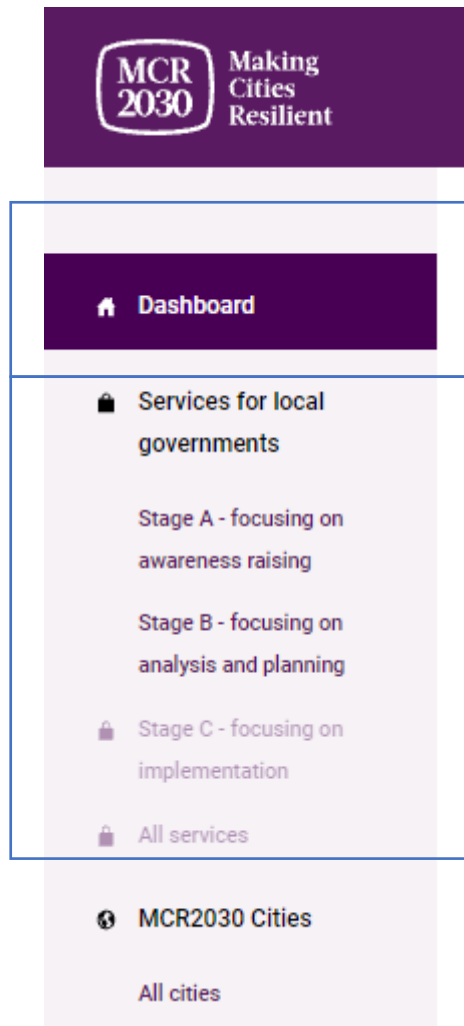 MCR
2030
Making
Cities
Resilient
Dashboard
Services for local
governments
Stage A - focusing on
awareness raising
Stage B - focusing on
analysis and planning
Stage C - focusing on
implementation
All services
MCR2030 Cities
All cities